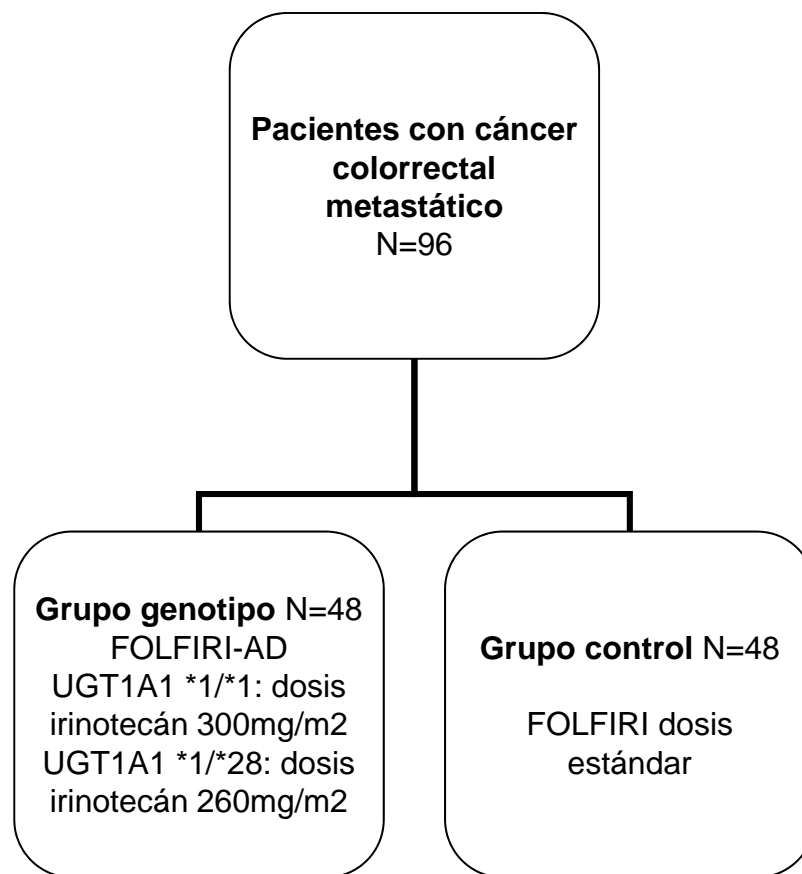 Pacientes con cáncer
colorrectal
metastático
N=96
Grupo genotipo N=48
FOLFIRI-AD
UGT1A1 *1/*1: dosis
irinotecán 300mg/m2
UGT1A1 *1/*28: dosis
irinotecán 260mg/m2
Grupo control N=48
FOLFIRI dosis
estándar